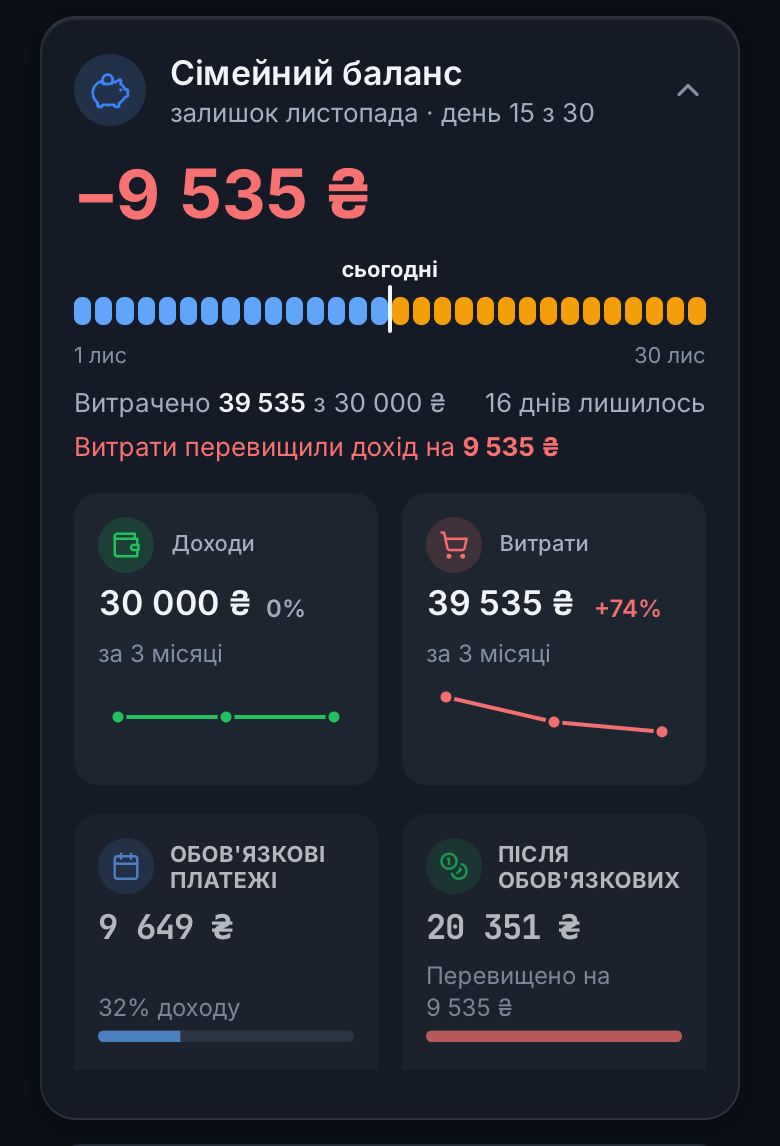 Сімейний баланс
залишок листопада · день 15 з 30
−9 535 ₴
сьогодні
1 лис 30 лис
Витрачено 39 535 з 30 000 ₴ 16 днів лишилось
Витрати перевищили дохід на 9 535 ₴
Доходи
30 000 ₴ 0%
за 3 місяці
Витрати
39 535 ₴ +74%
за 3 місяці
ОБОВ'ЯЗКОВІ
ПЛАТЕЖІ
9 649 ₴
32% доходу
ПІСЛЯ
ОБОВ'ЯЗКОВИХ
20 351 ₴
Перевищено на
9 535 ₴